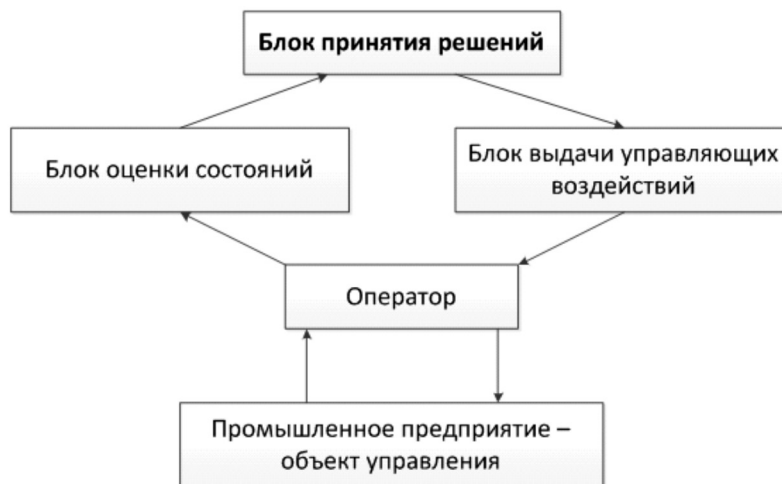 Блок принятия решений
Блок оценки состояний
Блок выдачи управляющих
воздействий
Оператор
Промышленное предприятие –
объект управления